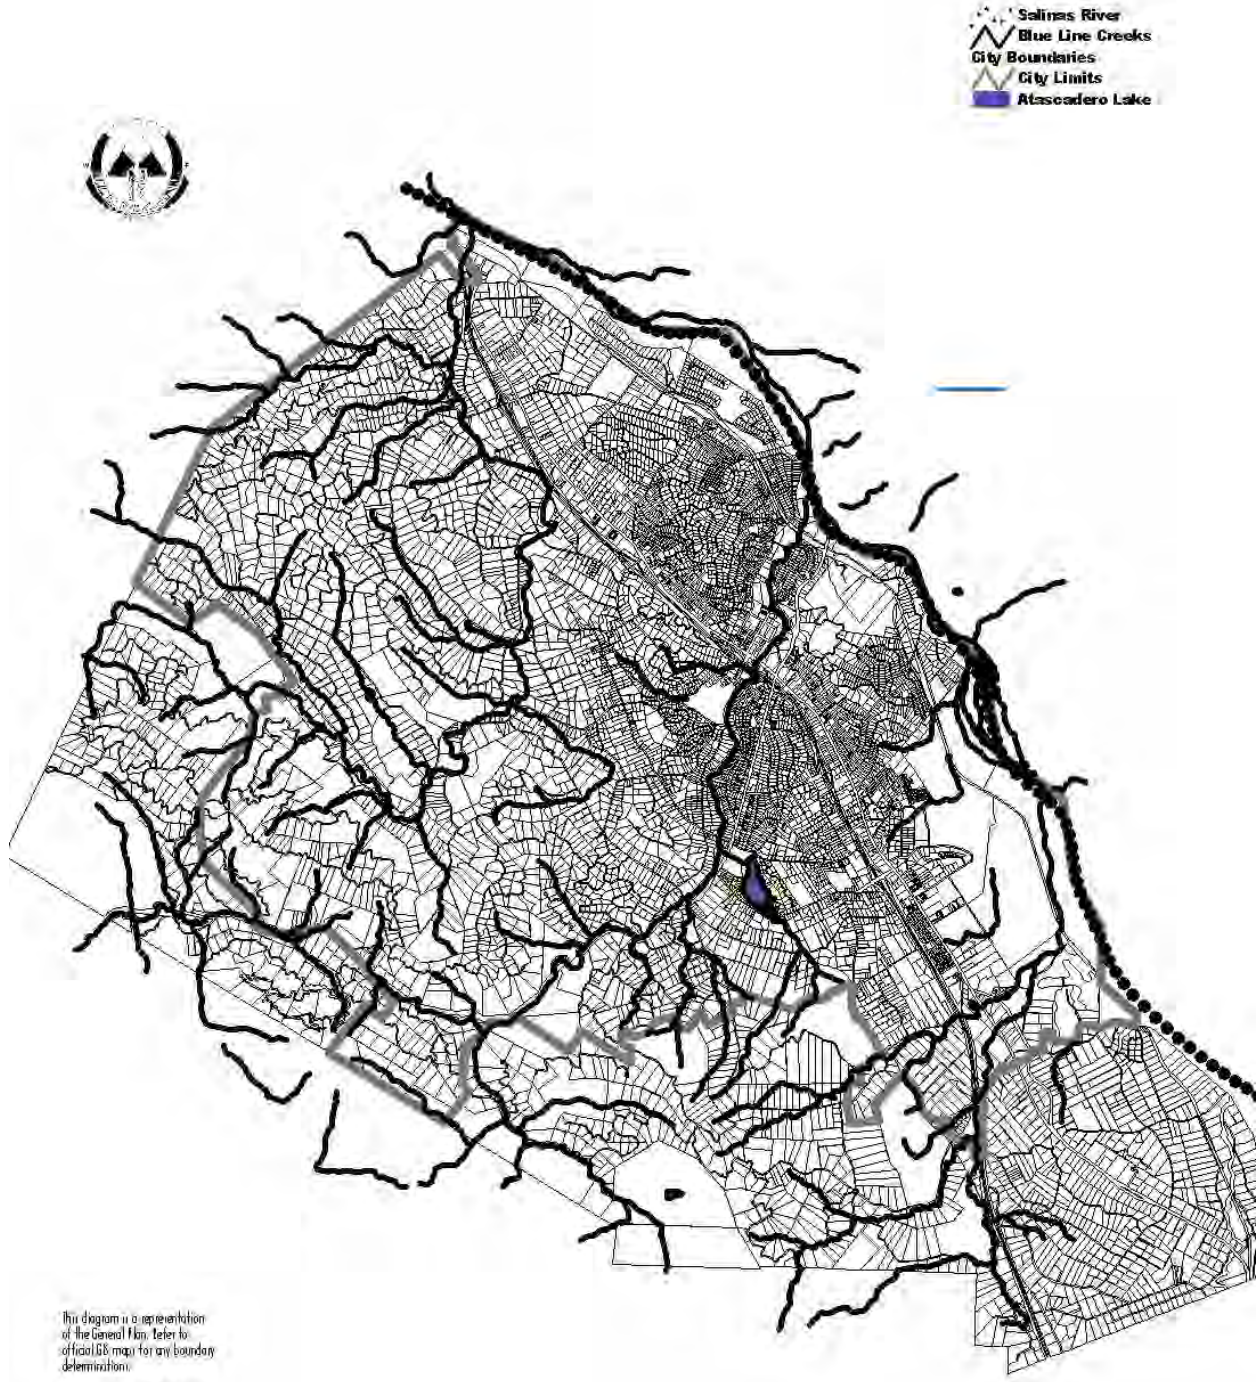 Salinas River
Blue Line Creeks
City Boundaries
City Limits
Atascadero Lake
This diagram is a representation
of the General Plan. Refer to
official GIS maps for any boundary
determinations.